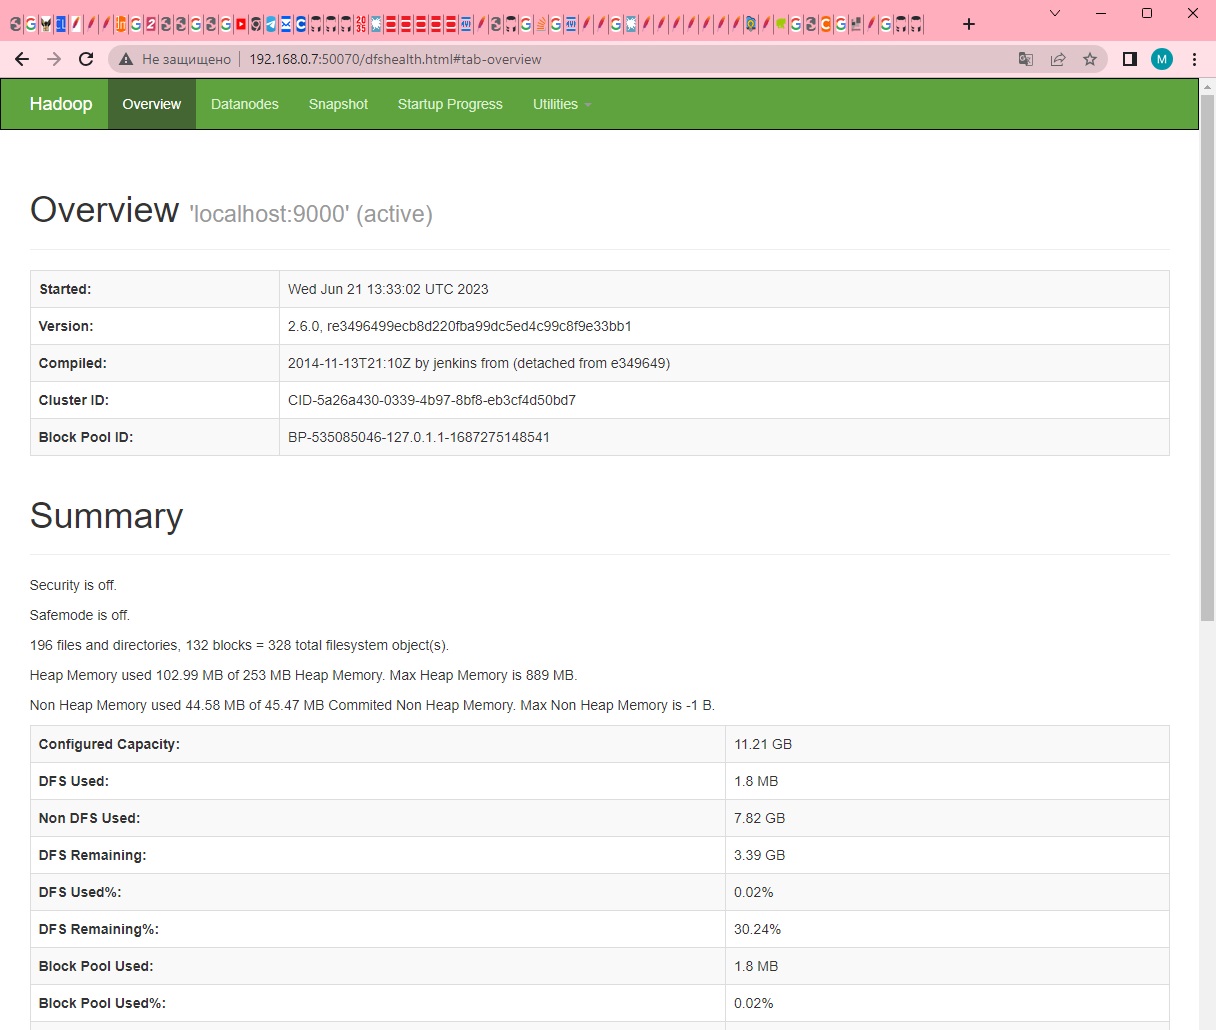 Не защищено 192.168.0.7:50070/dfshealth.html#tab-overview M
Hadoop Overview Datanodes Snapshot Startup Progress Utilities
Overview 'localhost:9000' (active)
Started: Wed Jun 21 13:33:02 UTC 2023
Version: 2.6.0, re3496499ecb8d220fba99dc5ed4c99c8f9e33bb1
Compiled: 2014-11-13T21:10Z by jenkins from (detached from e349649)
Cluster ID: CID-5a26a430-0339-4b97-8bf8-eb3cf4d50bd7
Block Pool ID: BP-535085046-127.0.1.1-1687275148541
Summary
Security is off.
Safemode is off.
196 files and directories, 132 blocks = 328 total filesystem object(s).
Heap Memory used 102.99 MB of 253 MB Heap Memory. Max Heap Memory is 889 MB.
Non Heap Memory used 44.58 MB of 45.47 MB Commited Non Heap Memory. Max Non Heap Memory is -1 B.
Configured Capacity: 11.21 GB
DFS Used: 1.8 MB
Non DFS Used: 7.82 GB
DFS Remaining: 3.39 GB
DFS Used%: 0.02%
DFS Remaining%: 30.24%
Block Pool Used: 1.8 MB
Block Pool Used%: 0.02%